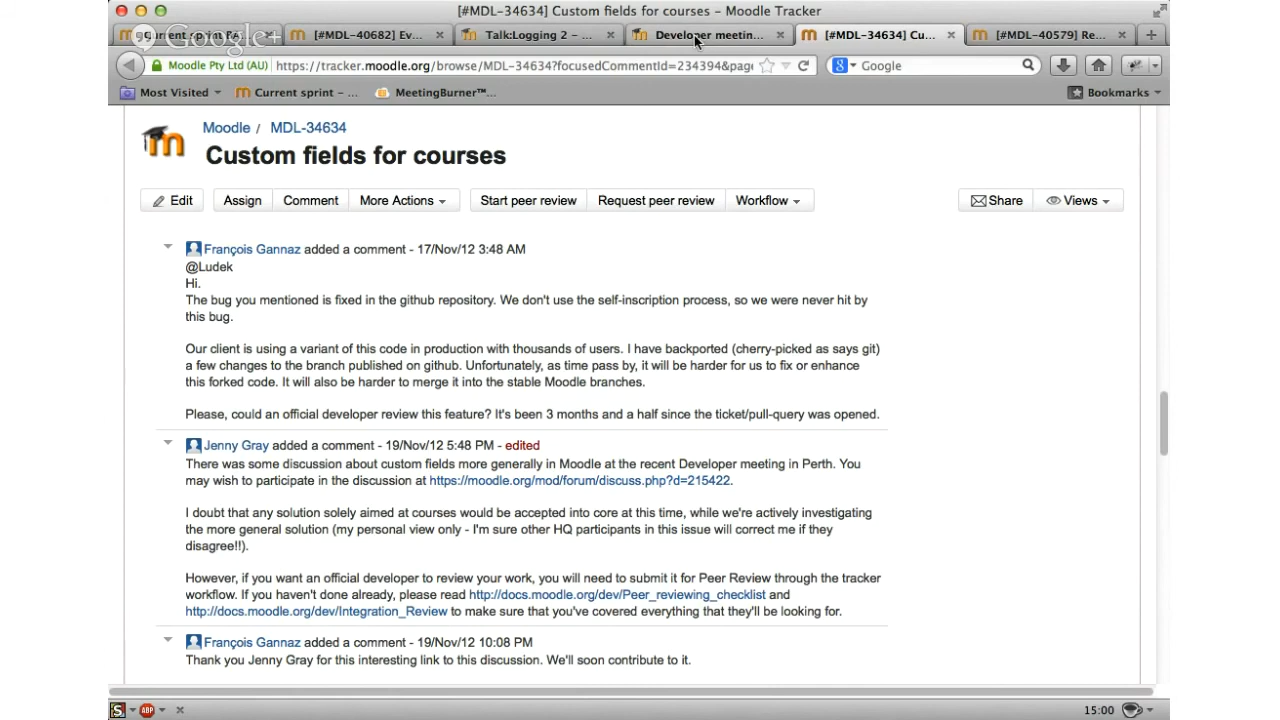 [#MDL-34634] Custom fields for courses - Moodle Tracker
Google+
[#MDL-40682] Ev...
Talk:Logging 2 - ...
Developer meetin...
[#MDL-34634] Cu...
[#MDL-40579] Re...
Moodle Pty Ltd (AU)
https://tracker.moodle.org/browse/MDL-34634?focusedCommentId=234394&page
Google
Most Visited
Current sprint - ...
MeetingBurner™...
Bookmarks
Moodle / MDL-34634
Custom fields for courses
Edit
Assign
Comment
More Actions
Start peer review
Request peer review
Workflow
Share
Views
François Gannaz added a comment - 17/Nov/12 3:48 AM
@Ludek
Hi.
The bug you mentioned is fixed in the github repository. We don't use the self-inscription process, so we were never hit by
this bug.
Our client is using a variant of this code in production with thousands of users. I have backported (cherry-picked as says git)
a few changes to the branch published on github. Unfortunately, as time pass by, it will be harder for us to fix or enhance
this forked code. It will also be harder to merge it into the stable Moodle branches.
Please, could an official developer review this feature? It's been 3 months and a half since the ticket/pull-query was opened.
Jenny Gray added a comment - 19/Nov/12 5:48 PM - edited
There was some discussion about custom fields more generally in Moodle at the recent Developer meeting in Perth. You
may wish to participate in the discussion at https://moodle.org/mod/forum/discuss.php?d=215422.
I doubt that any solution solely aimed at courses would be accepted into core at this time, while we're actively investigating
the more general solution (my personal view only - I'm sure other HQ participants in this issue will correct me if they
disagree!!).
However, if you want an official developer to review your work, you will need to submit it for Peer Review through the tracker
workflow. If you haven't done already, please read http://docs.moodle.org/dev/Peer_reviewing_checklist and
http://docs.moodle.org/dev/Integration_Review to make sure that you've covered everything that they'll be looking for.
François Gannaz added a comment - 19/Nov/12 10:08 PM
Thank you Jenny Gray for this interesting link to this discussion. We'll soon contribute to it.
ABP
15:00